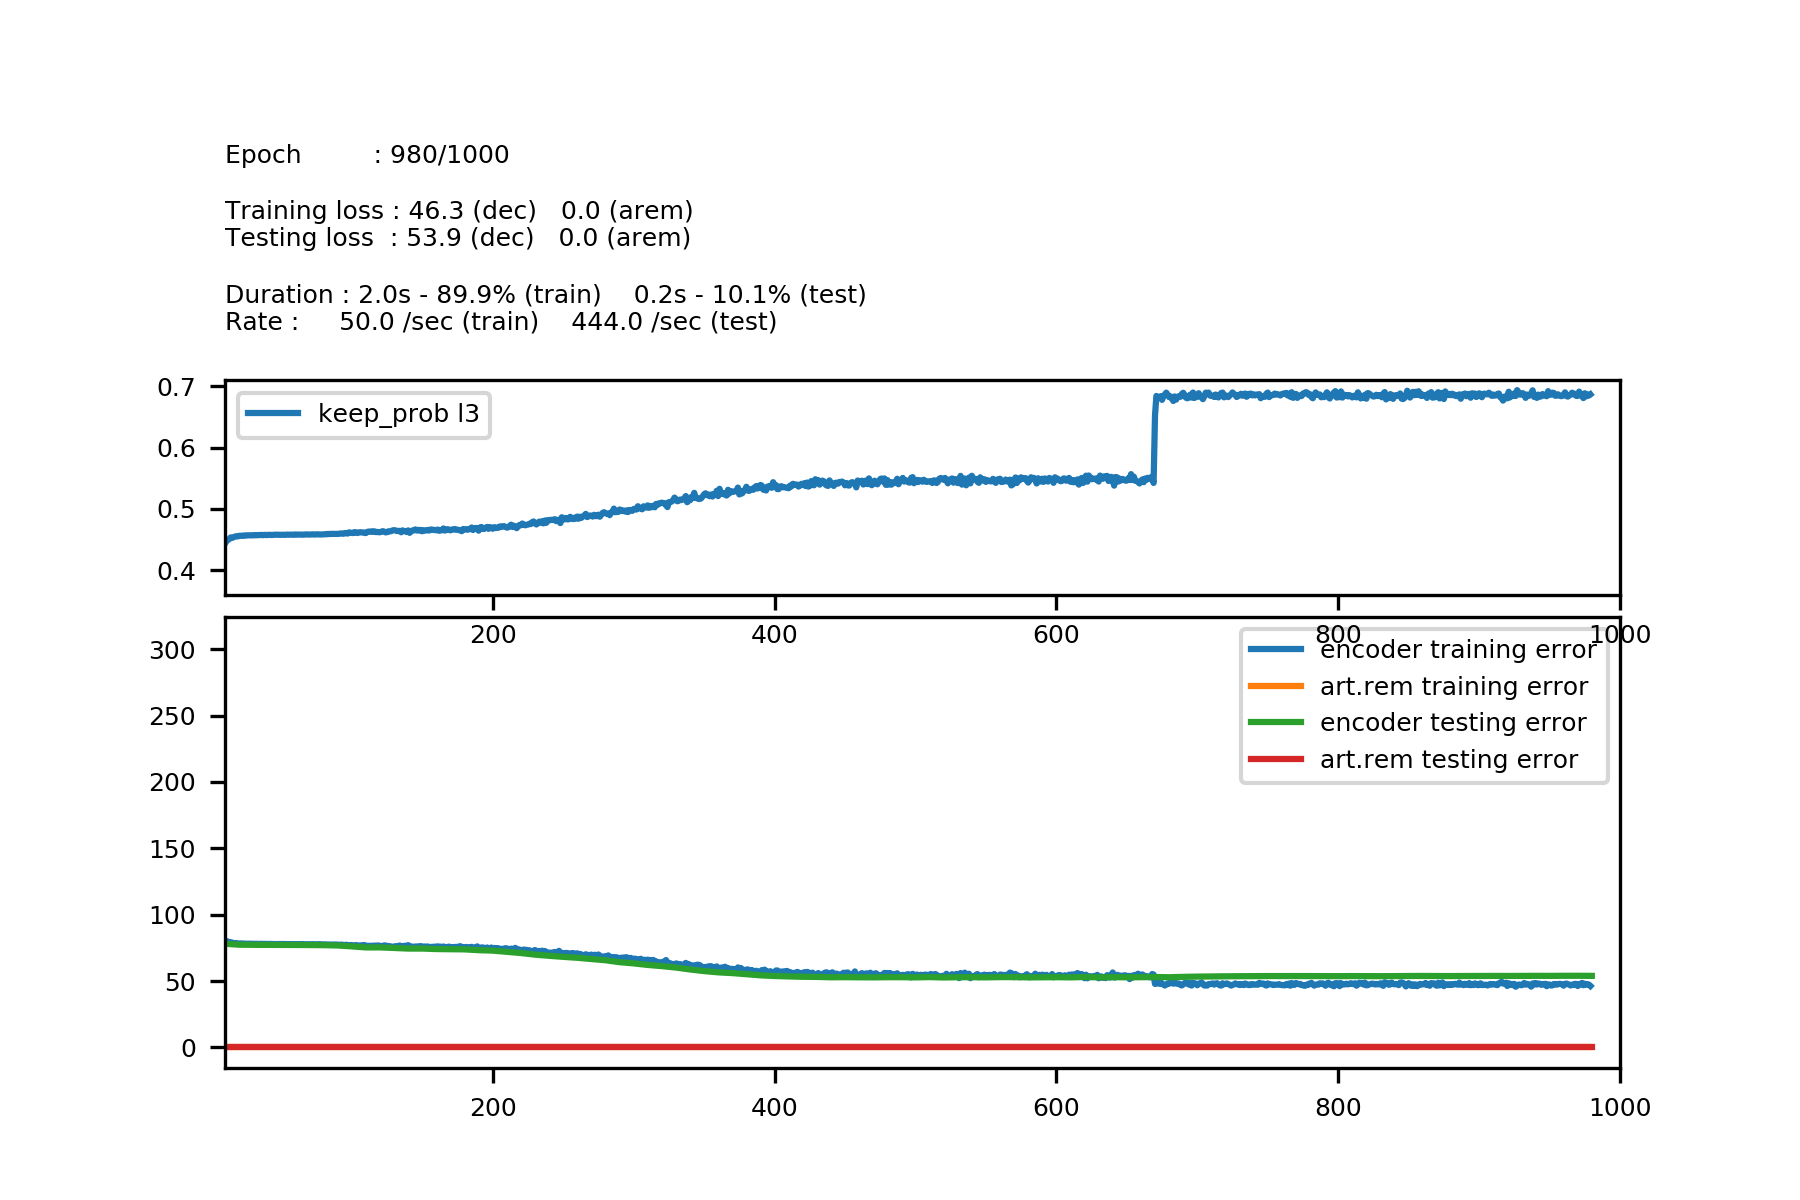 Epoch : 980/1000
Training loss : 46.3 (dec) 0.0 (arem)
Testing loss : 53.9 (dec) 0.0 (arem)
Duration : 2.0s - 89.9% (train) 0.2s - 10.1% (test)
Rate : 50.0 /sec (train) 444.0 /sec (test)
0.7
0.6
0.5
0.4
keep_prob l3
200 400 600 800 1000
300
250
200
150
100
50
0
encoder training error
art.rem training error
encoder testing error
art.rem testing error
200 400 600 800 1000